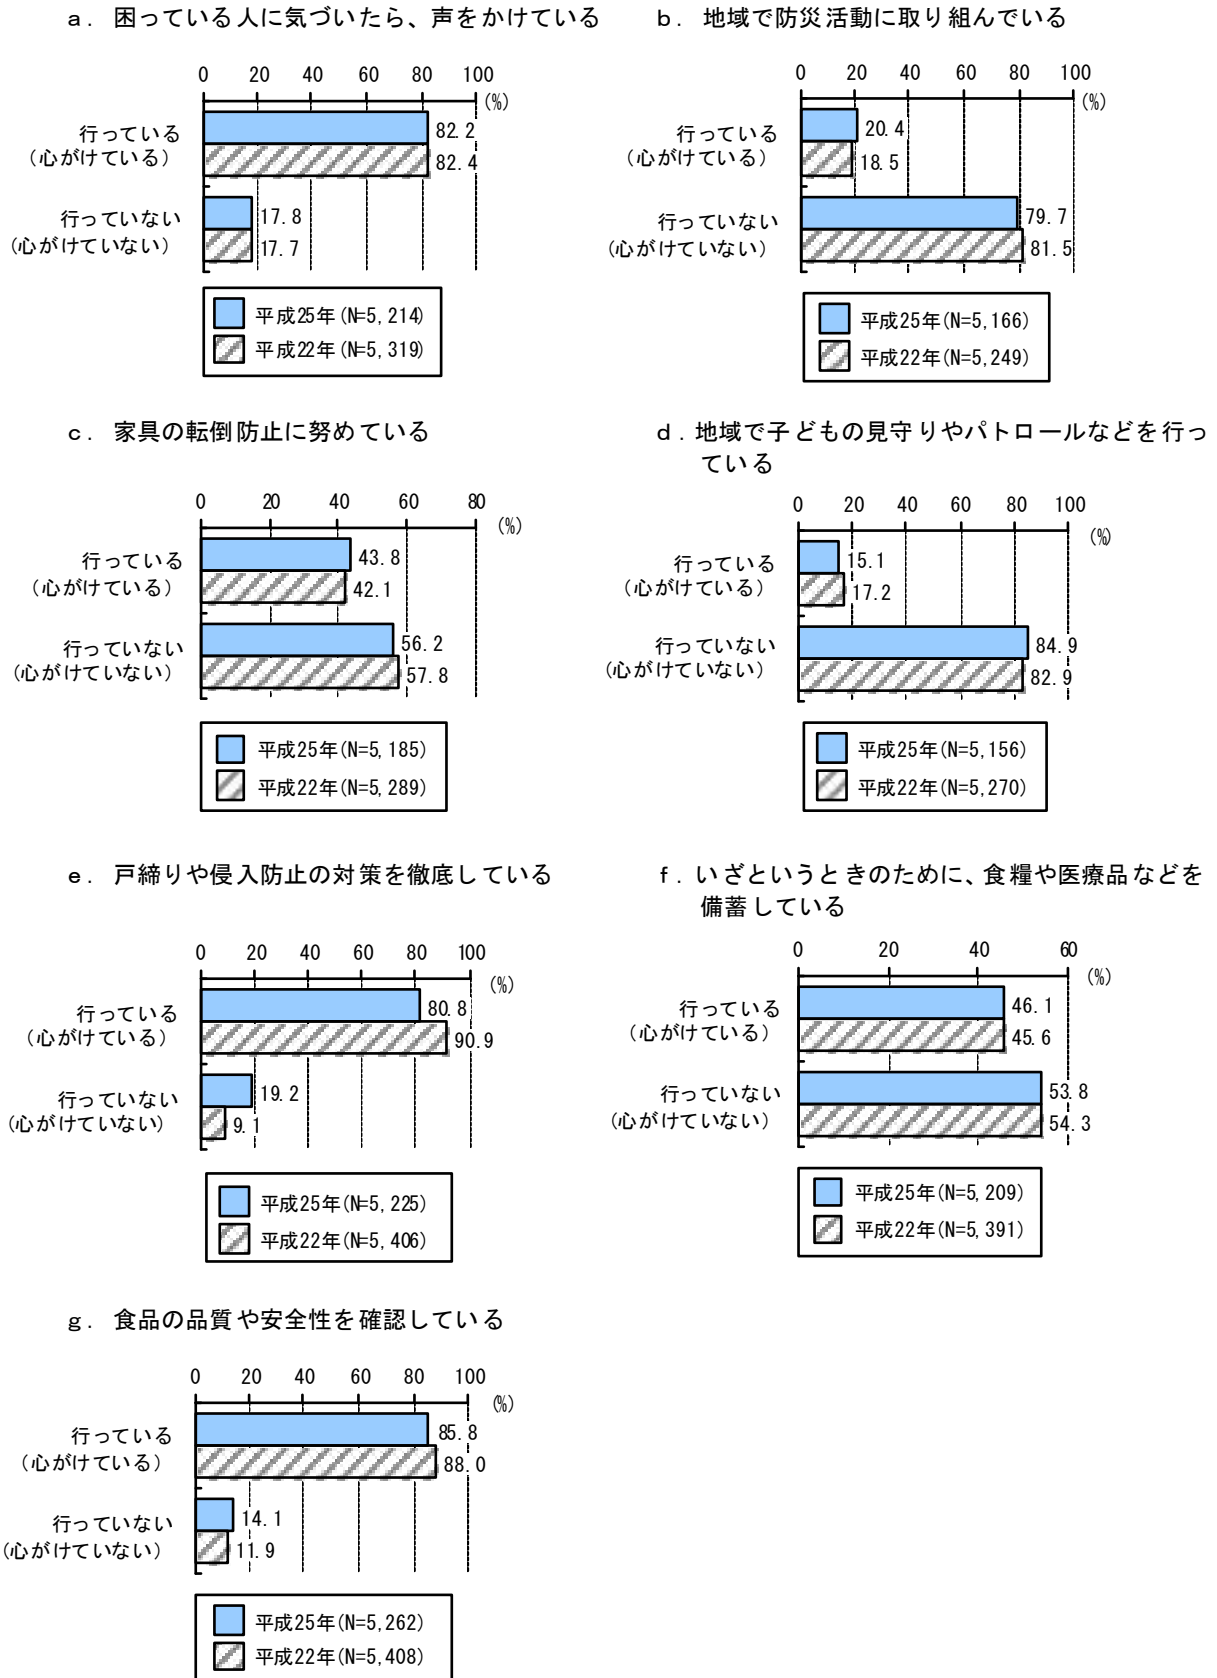 a. 困っている人に気づいたら、声をかけている
0 20 40 60 80 100
(%)
行っている
(心がけている)
82.2
82.4
行っていない
(心がけていない)
17.8
17.7
平成25年(N=5,214)
平成22年(N=5,319)
b. 地域で防災活動に取り組んでいる
0 20 40 60 80 100
(%)
行っている
(心がけている)
20.4
18.5
行っていない
(心がけていない)
79.7
81.5
平成25年(N=5,166)
平成22年(N=5,249)
c. 家具の転倒防止に努めている
0 20 40 60 80
(%)
行っている
(心がけている)
43.8
42.1
行っていない
(心がけていない)
56.2
57.8
平成25年(N=5,185)
平成22年(N=5,289)
d. 地域で子どもの見守りやパトロールなどを行っ
ている
0 20 40 60 80 100
(%)
行っている
(心がけている)
15.1
17.2
行っていない
(心がけていない)
84.9
82.9
平成25年(N=5,156)
平成22年(N=5,270)
e. 戸締りや侵入防止の対策を徹底している
0 20 40 60 80 100
(%)
行っている
(心がけている)
80.8
90.9
行っていない
(心がけていない)
19.2
9.1
平成25年(N=5,225)
平成22年(N=5,406)
f. いざというときのために、食糧や医療品などを
備蓄している
0 20 40 60
(%)
行っている
(心がけている)
46.1
45.6
行っていない
(心がけていない)
53.8
54.3
平成25年(N=5,209)
平成22年(N=5,391)
g. 食品の品質や安全性を確認している
0 20 40 60 80 100
(%)
行っている
(心がけている)
85.8
88.0
行っていない
(心がけていない)
14.1
11.9
平成25年(N=5,262)
平成22年(N=5,408)